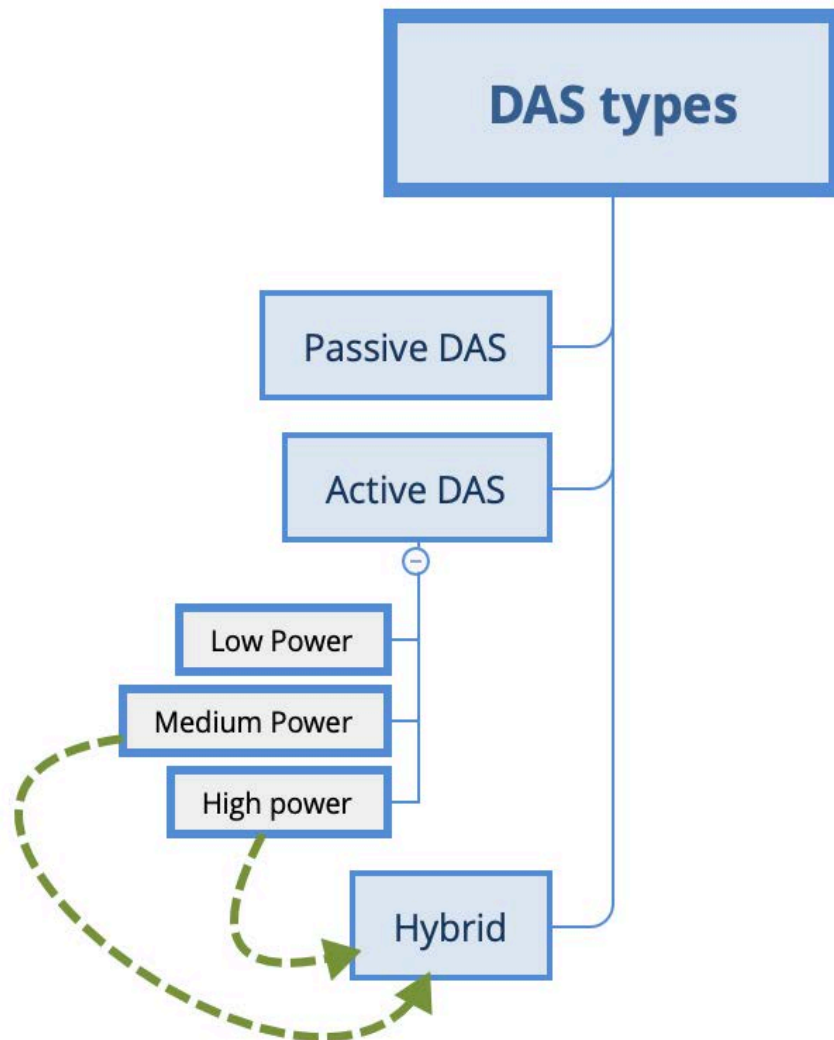 DAS types
Passive DAS
Active DAS
Low Power
Medium Power
High power
Hybrid